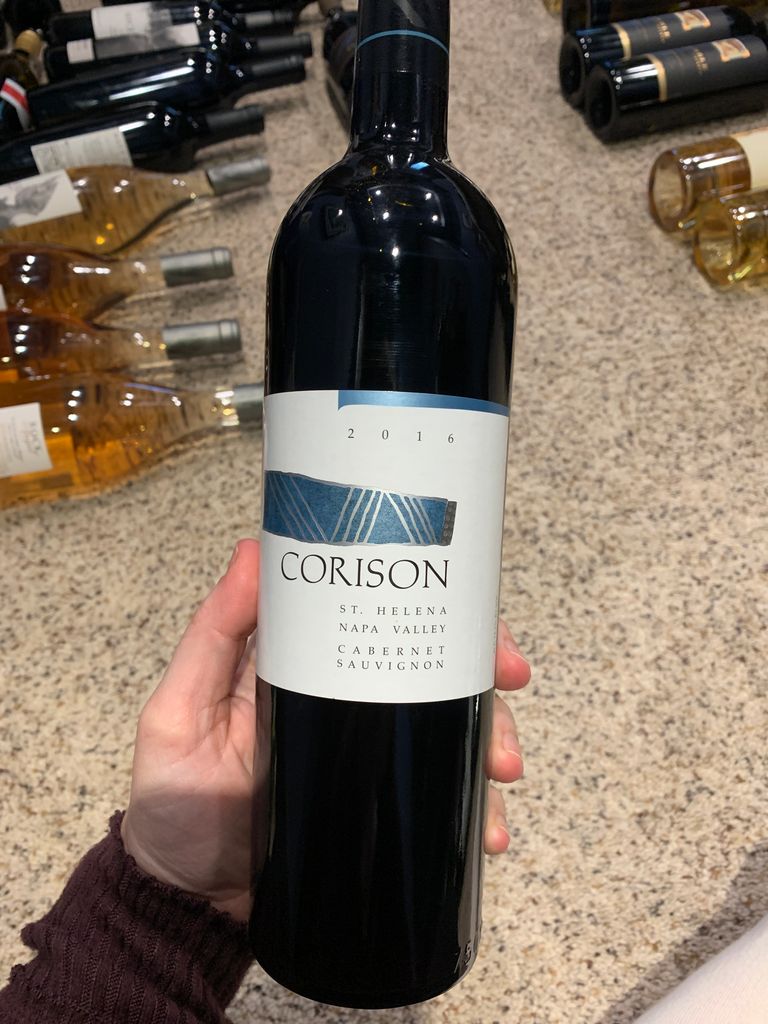 2016
CORISON
ST. HELENA
NAPA VALLEY
CABERNET
SAUVIGNON